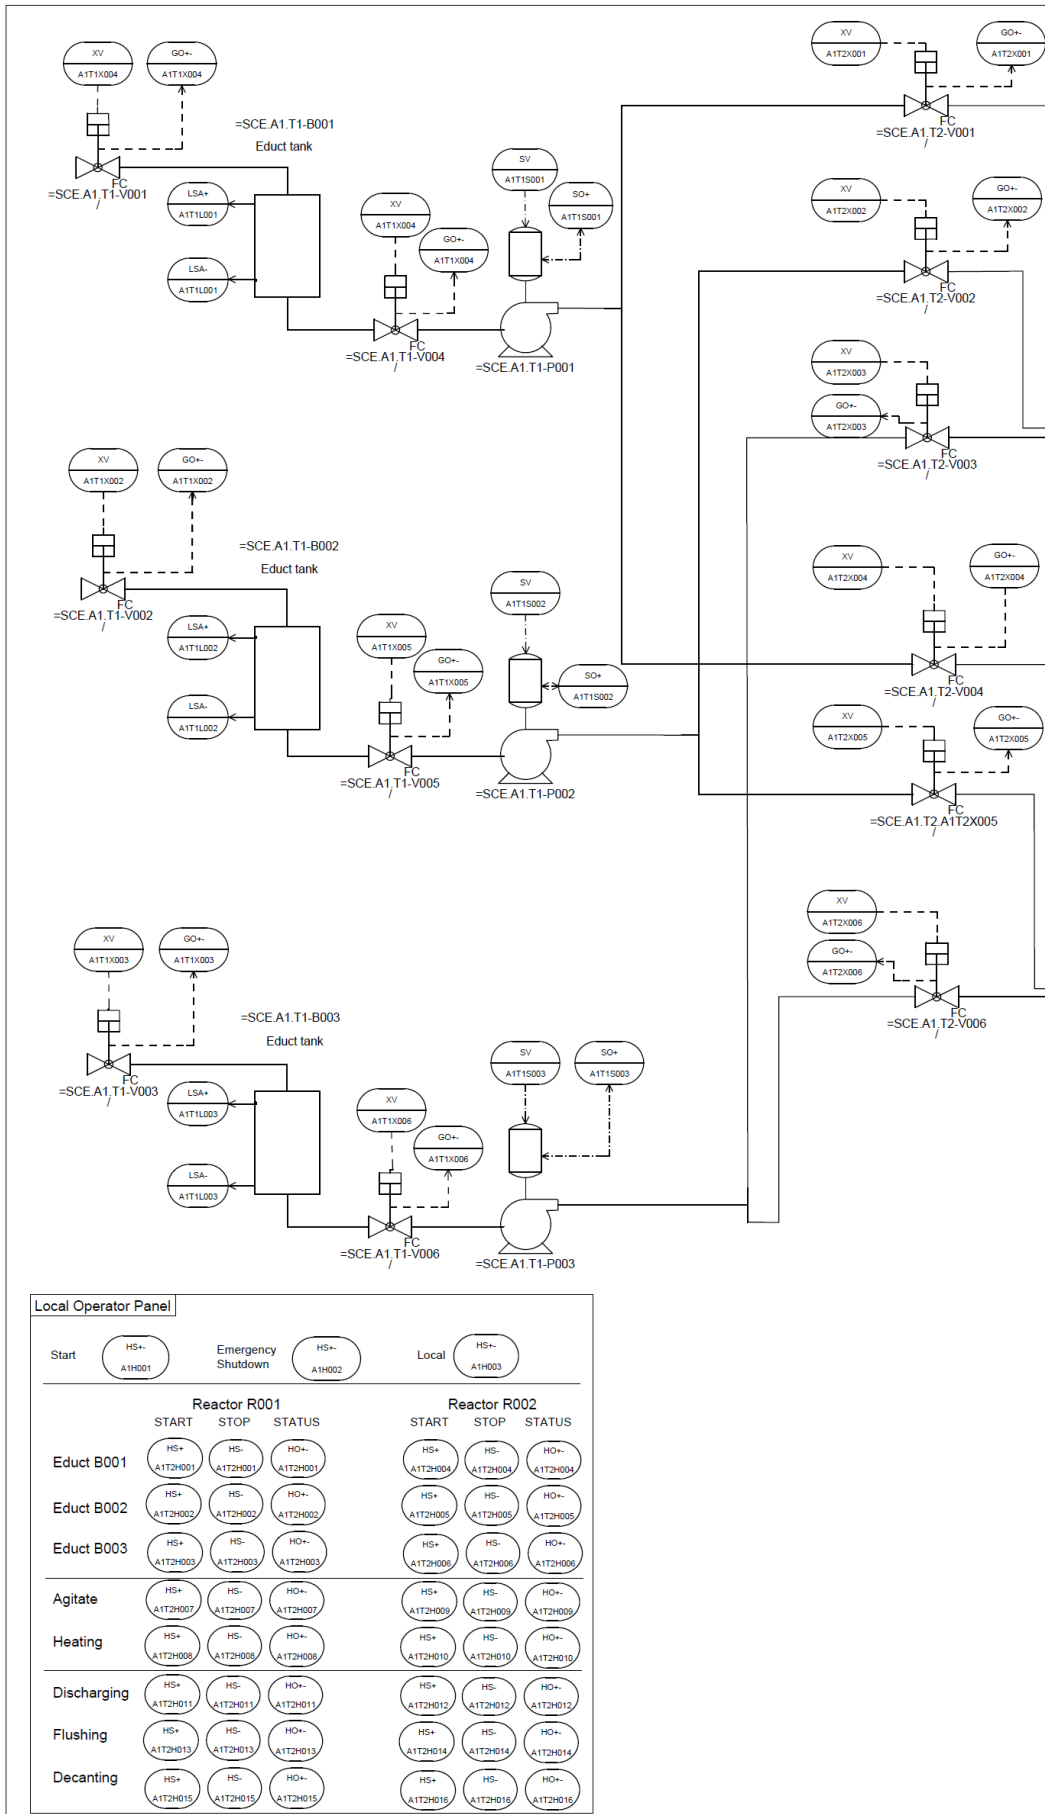 XV
A1T1X004
GO+-
A1T1X004
FC
=SCE.A1.T1-V001
/
=SCE.A1.T1-B001
Educt tank
LSA+
A1T1L001
LSA-
A1T1L001
XV
A1T1X004
GO+-
A1T1X004
FC
=SCE.A1.T1-V004
/
SV
A1T1S001
SO+
A1T1S001
=SCE.A1.T1-P001
XV
A1T2X001
GO+-
A1T2X001
FC
=SCE.A1.T2-V001
/
XV
A1T2X002
GO+-
A1T2X002
FC
=SCE.A1.T2-V002
/
XV
A1T2X003
GO+-
A1T2X003
FC
=SCE.A1.T2-V003
/
XV
A1T1X002
GO+-
A1T1X002
FC
=SCE.A1.T1-V002
/
=SCE.A1.T1-B002
Educt tank
LSA+
A1T1L002
LSA-
A1T1L002
XV
A1T1X005
GO+-
A1T1X005
FC
=SCE.A1.T1-V005
/
SV
A1T1S002
SO+
A1T1S002
=SCE.A1.T1-P002
XV
A1T2X004
GO+-
A1T2X004
FC
=SCE.A1.T2-V004
/
XV
A1T2X005
GO+-
A1T2X005
FC
=SCE.A1.T2.A1T2X005
/
XV
A1T2X006
GO+-
A1T2X006
FC
=SCE.A1.T2-V006
/
XV
A1T1X003
GO+-
A1T1X003
FC
=SCE.A1.T1-V003
/
=SCE.A1.T1-B003
Educt tank
LSA+
A1T1L003
LSA-
A1T1L003
XV
A1T1X006
GO+-
A1T1X006
FC
=SCE.A1.T1-V006
/
SV
A1T1S003
SO+
A1T1S003
=SCE.A1.T1-P003
Local Operator Panel
Start
HS+-
A1H001
Emergency
Shutdown
HS+-
A1H002
Local
HS+-
A1H003
Reactor R001 Reactor R002
START STOP STATUS START STOP STATUS
HS+ HS- HO+- HS+ HS- HO+-
Educt B001
A1T2H001 A1T2H001 A1T2H001 A1T2H004 A1T2H004 A1T2H004
HS+ HS- HO+- HS+ HS- HO+-
Educt B002
A1T2H002 A1T2H002 A1T2H002 A1T2H005 A1T2H005 A1T2H005
HS+ HS- HO+- HS+ HS- HO+-
Educt B003
A1T2H003 A1T2H003 A1T2H003 A1T2H006 A1T2H006 A1T2H006
HS+ HS- HO+- HS+ HS- HO+-
Agitate
A1T2H007 A1T2H007 A1T2H007 A1T2H009 A1T2H009 A1T2H009
HS+ HS- HO+- HS+ HS- HO+-
Heating
A1T2H008 A1T2H008 A1T2H008 A1T2H010 A1T2H010 A1T2H010
HS+ HS- HO+- HS+ HS- HO+-
Discharging
A1T2H011 A1T2H011 A1T2H011 A1T2H012 A1T2H012 A1T2H012
HS+ HS- HO+- HS+ HS- HO+-
Flushing
A1T2H013 A1T2H013 A1T2H013 A1T2H014 A1T2H014 A1T2H014
HS+ HS- HO+- HS+ HS- HO+-
Decanting
A1T2H015 A1T2H015 A1T2H015 A1T2H016 A1T2H016 A1T2H016